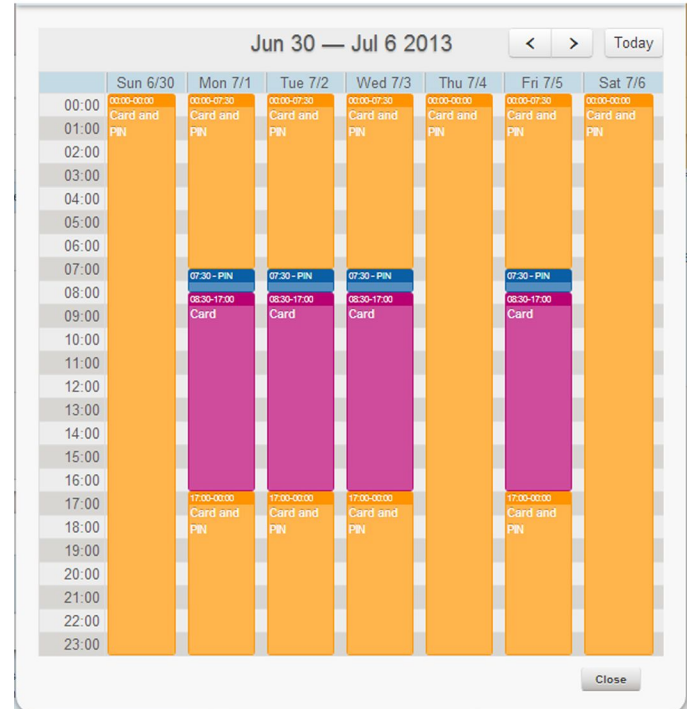 Jun 30 — Jul 6 2013
< >
Today
Sun 6/30 Mon 7/1 Tue 7/2 Wed 7/3 Thu 7/4 Fri 7/5 Sat 7/6
00:00 00:00-00:00 00:00-07:30 00:00-07:30 00:00-07:30 00:00-00:00 00:00-07:30 00:00-00:00
Card and Card and Card and Card and Card and Card and Card and
01:00 PIN PIN PIN PIN PIN PIN PIN
02:00
03:00
04:00
05:00
06:00
07:00 07:30 - PIN 07:30 - PIN 07:30 - PIN 07:30 - PIN
08:00 08:30-17:00 08:30-17:00 08:30-17:00 08:30-17:00
09:00 Card Card Card Card
10:00
11:00
12:00
13:00
14:00
15:00
16:00
17:00 17:00-00:00 17:00-00:00 17:00-00:00 17:00-00:00
Card and Card and Card and Card and
18:00 PIN PIN PIN PIN
19:00
20:00
21:00
22:00
23:00
Close